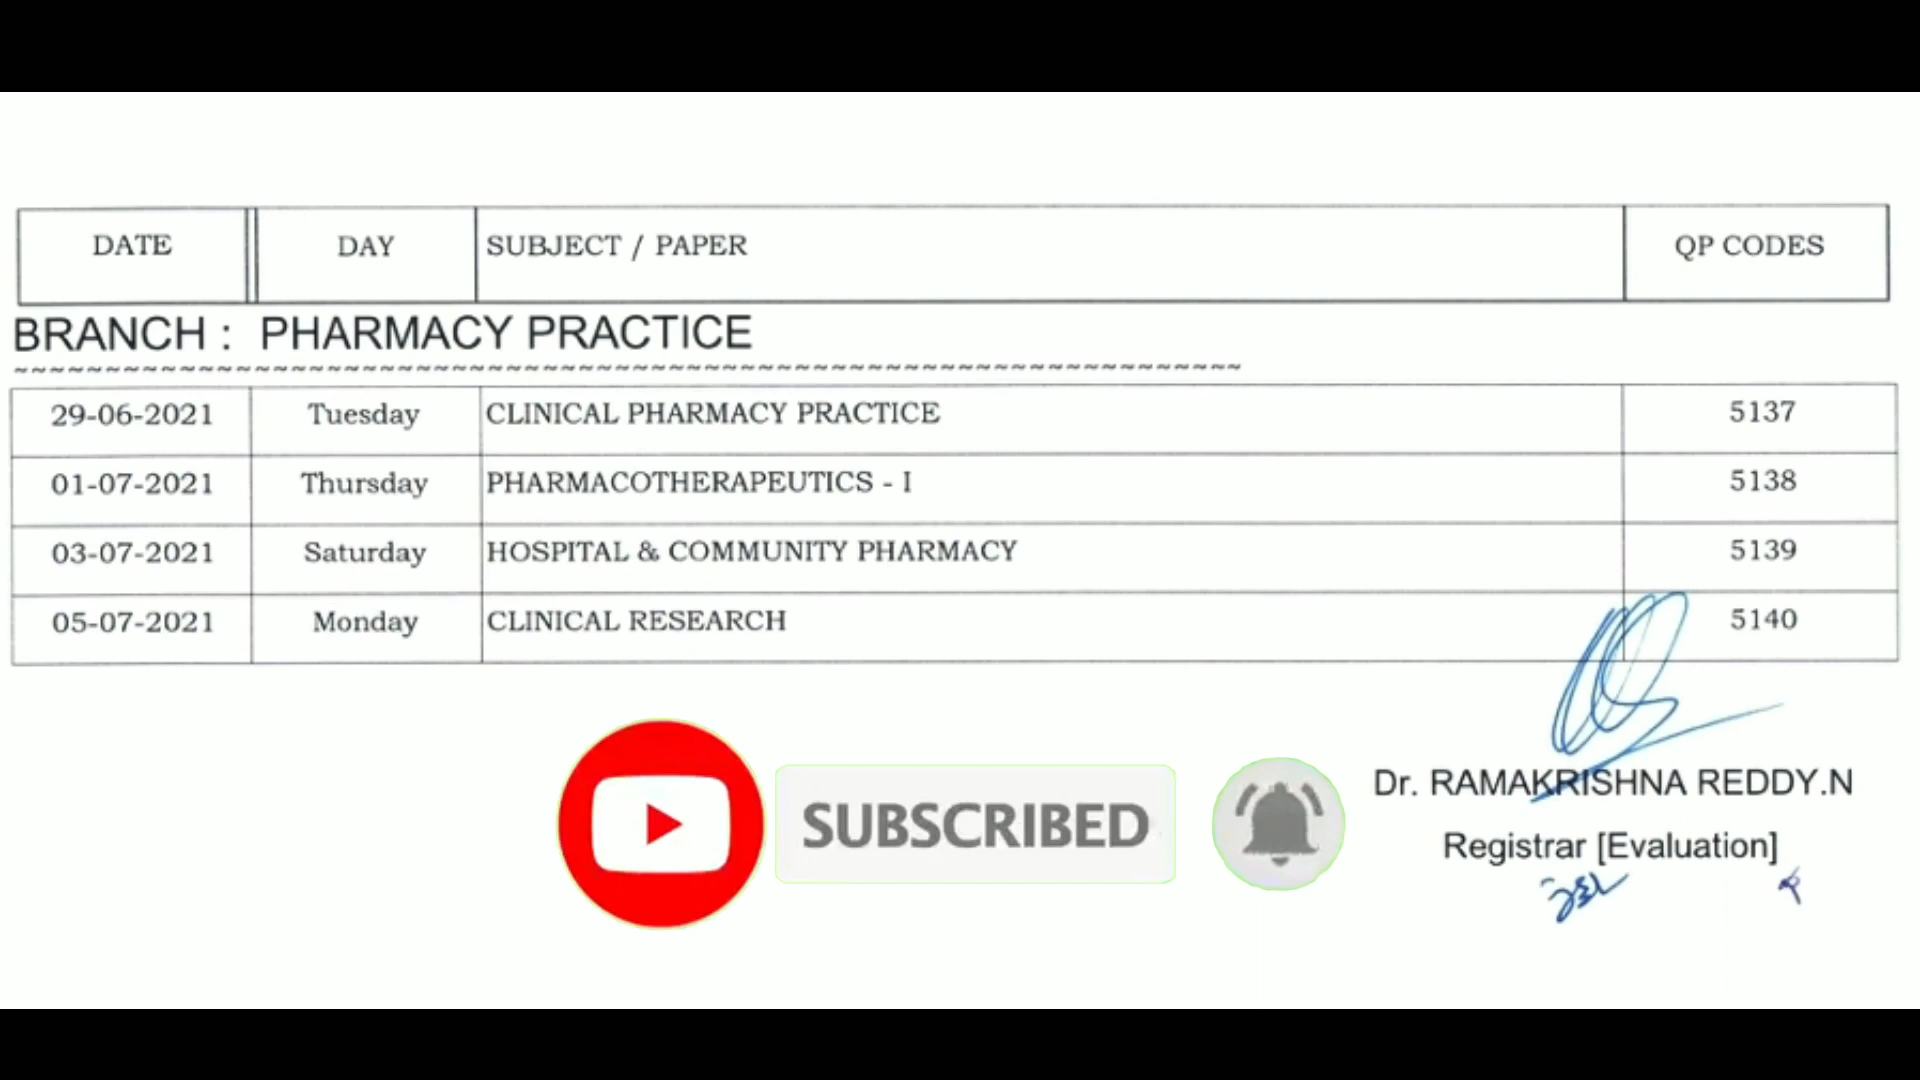 DATE DAY SUBJECT / PAPER QP CODES
BRANCH : PHARMACY PRACTICE
29-06-2021 Tuesday CLINICAL PHARMACY PRACTICE 5137
01-07-2021 Thursday PHARMACOTHERAPEUTICS - I 5138
03-07-2021 Saturday HOSPITAL & COMMUNITY PHARMACY 5139
05-07-2021 Monday CLINICAL RESEARCH 5140
SUBSCRIBED
Dr. RAMAKRISHNA REDDY.N
Registrar [Evaluation]